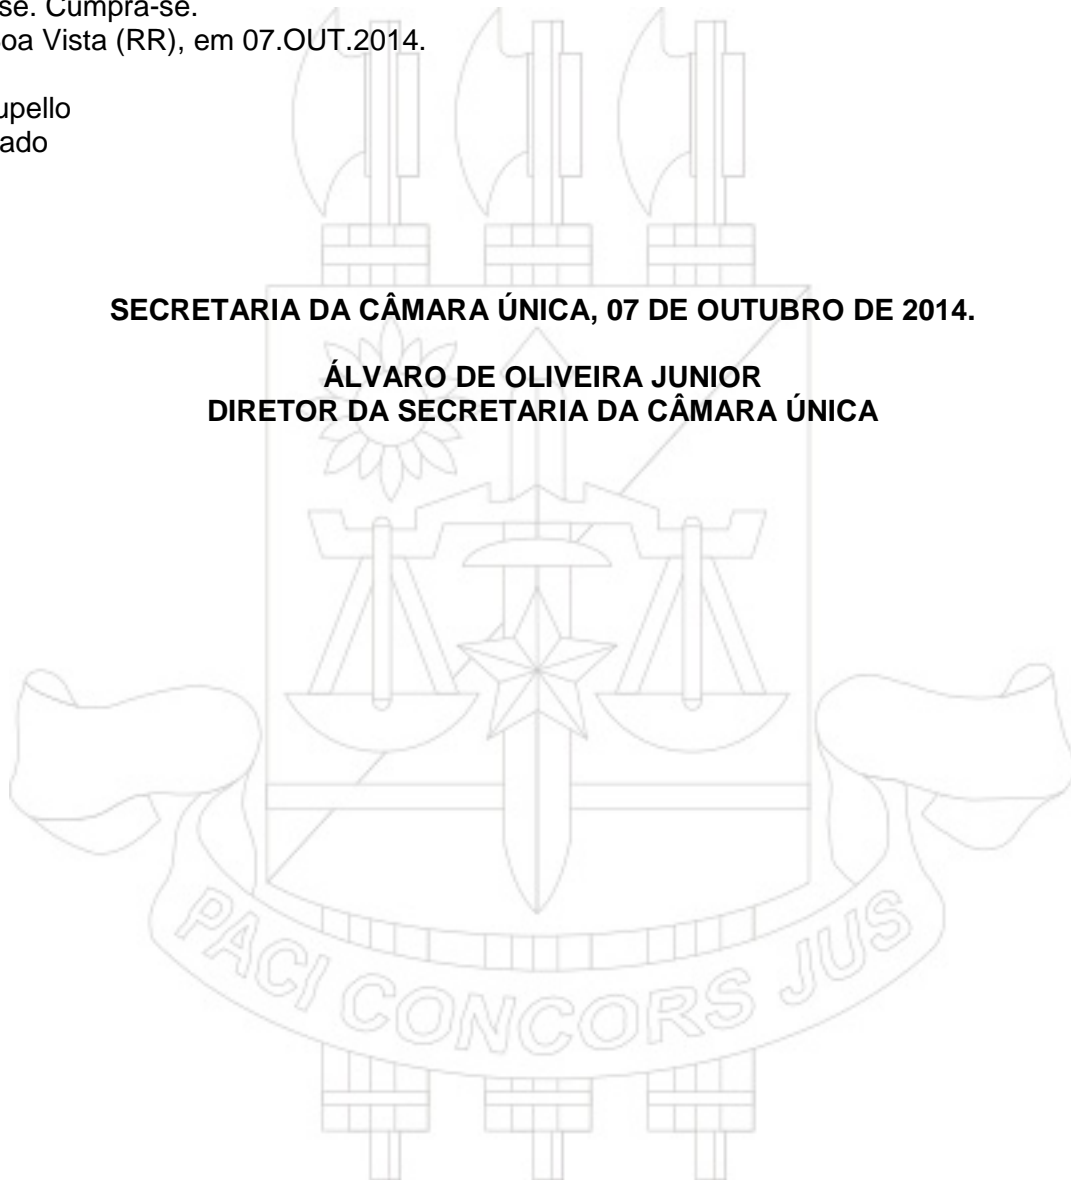 se. Cumpra-se.
oa Vista (RR), em 07.OUT.2014.
upello
ado
SECRETARIA DA CÂMARA ÚNICA, 07 DE OUTUBRO DE 2014.
ÁLVARO DE OLIVEIRA JUNIOR
DIRETOR DA SECRETARIA DA CÂMARA ÚNICA
PACI CONCORS JUS